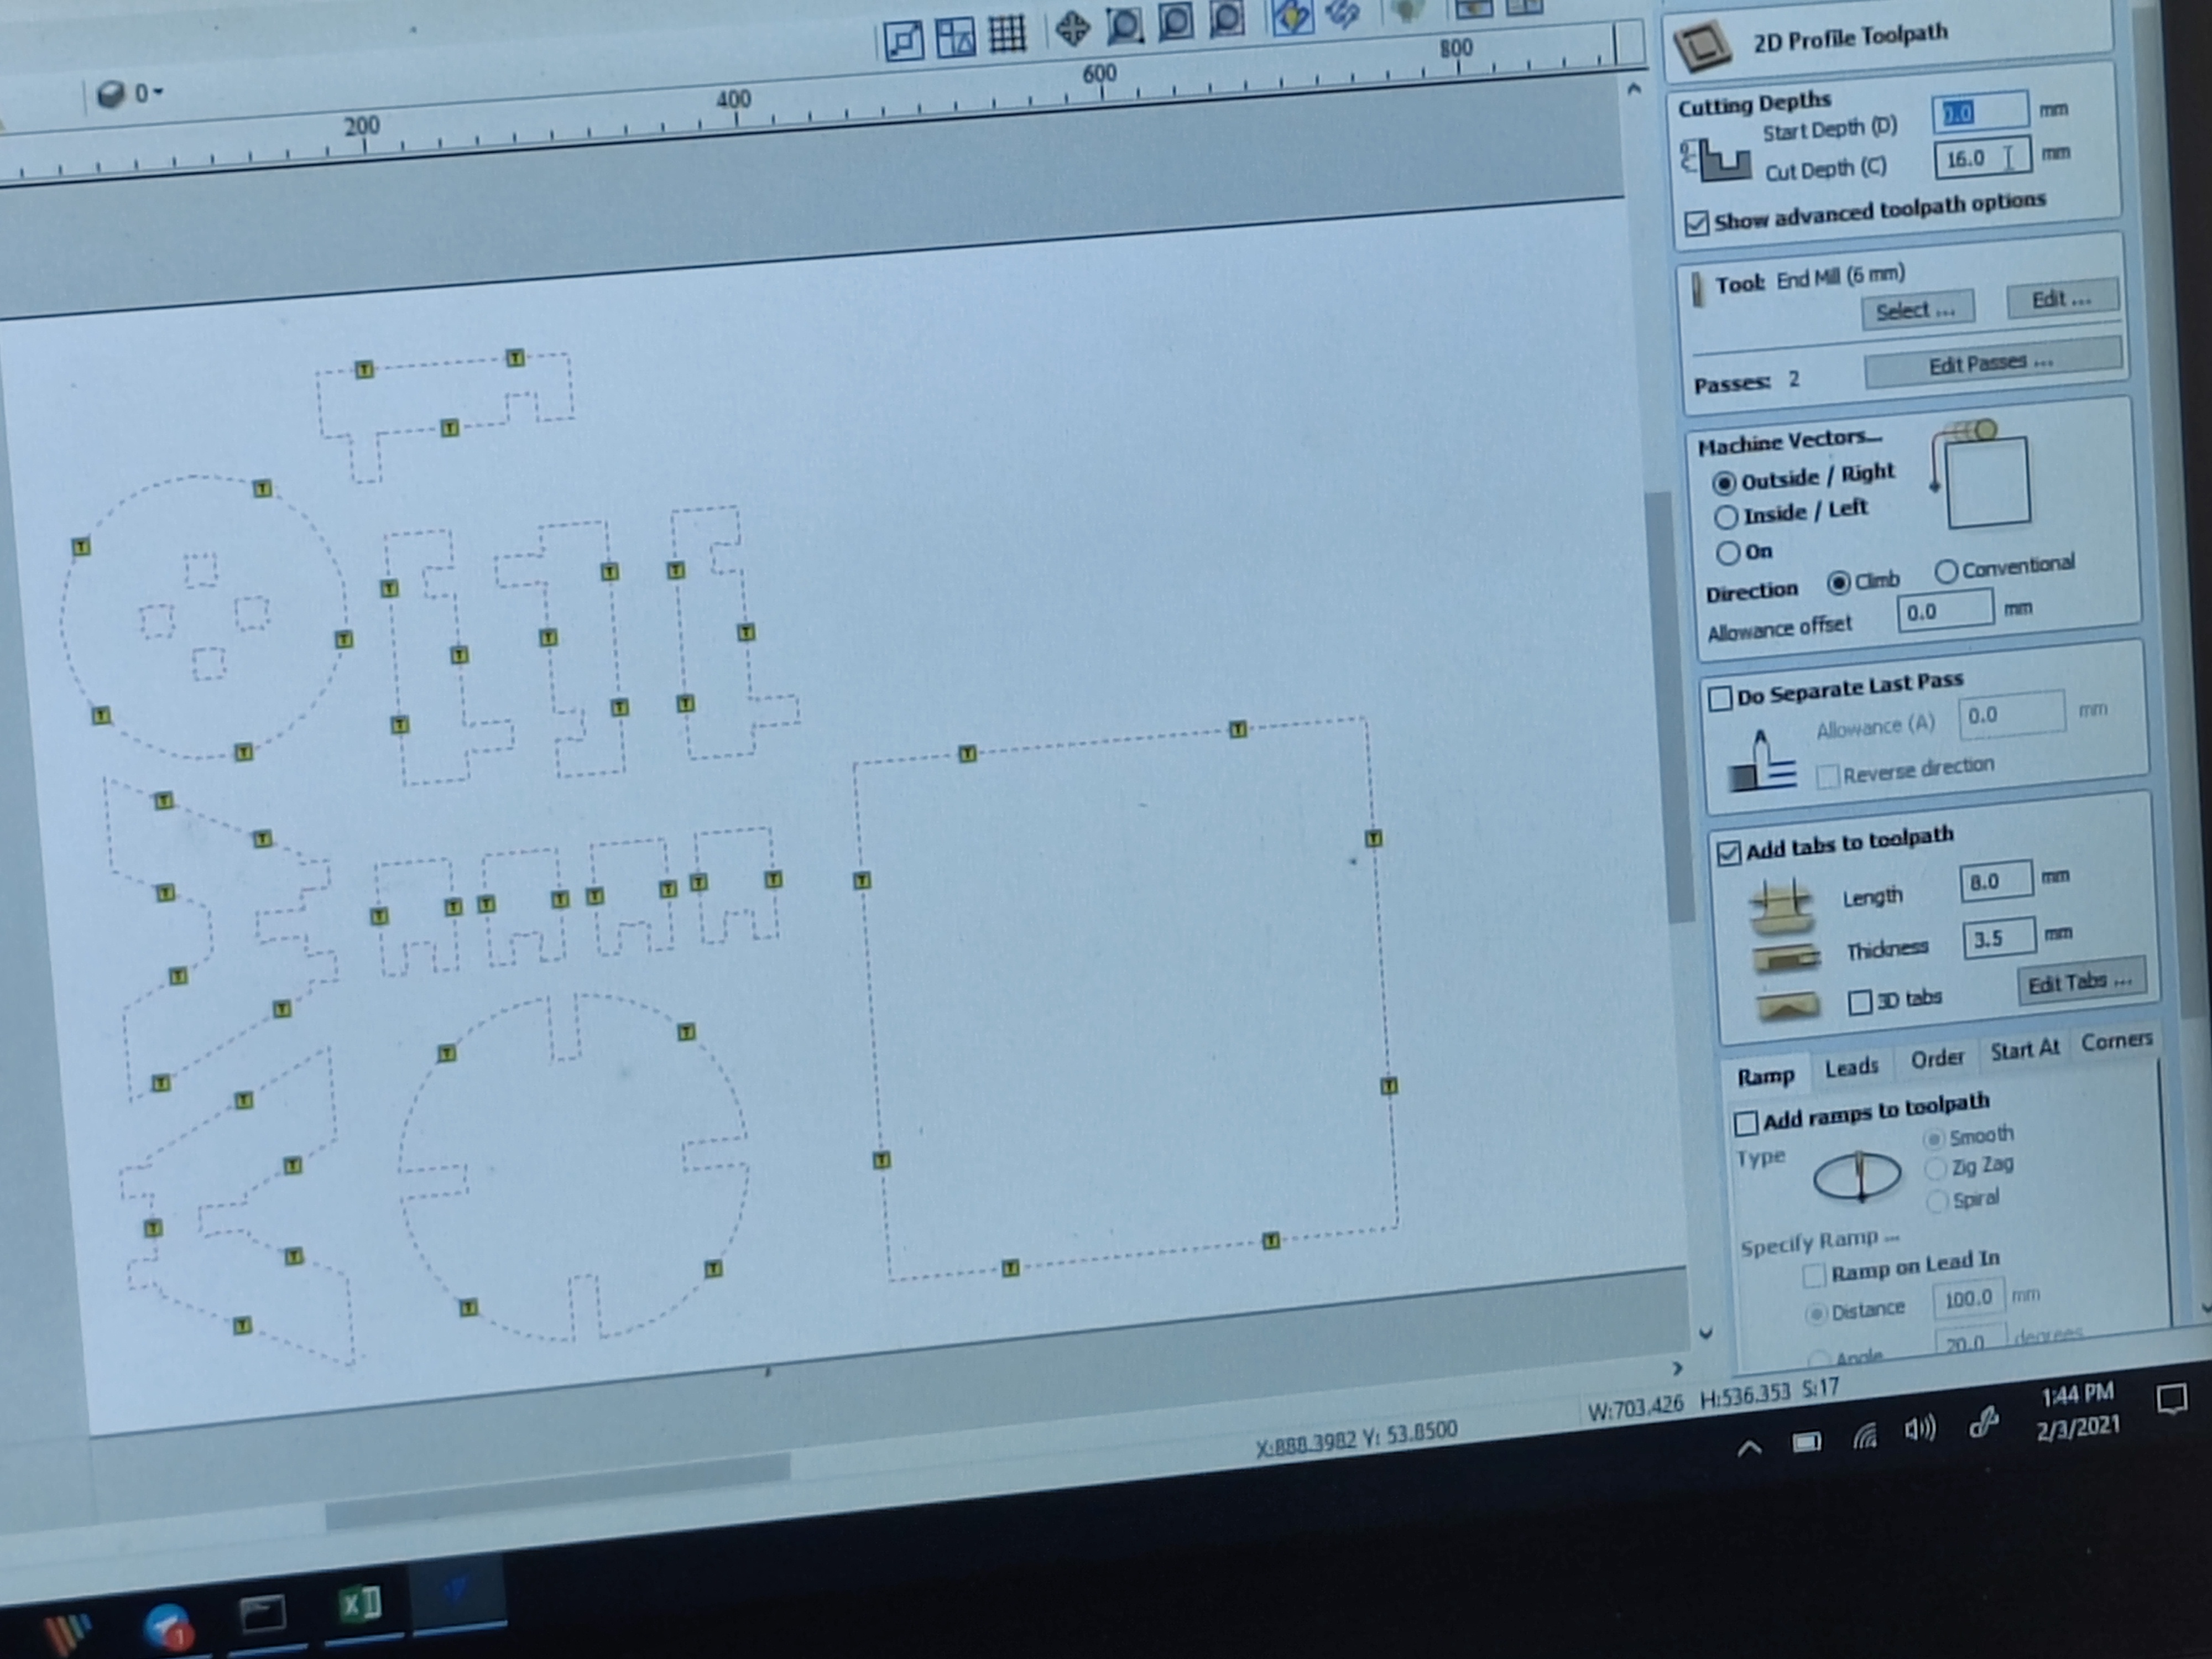 2D Profile Toolpath
0
200
400
600
800
Cutting Depths
Start Depth (D) 0.0 mm
Cut Depth (C) 16.0 mm
Show advanced toolpath options
Tool: End Mill (6 mm)
Select ... Edit ...
Passes: 2 Edit Passes ...
Machine Vectors...
Outside / Right
Inside / Left
On
Direction Climb Conventional
Allowance offset 0.0 mm
Do Separate Last Pass
A Allowance (A) 0.0 mm
Reverse direction
Add tabs to toolpath
Length 8.0 mm
Thickness 3.5 mm
3D tabs Edit Tabs ...
Ramp Leads Order Start At Corners
Add ramps to toolpath
Type Smooth
Zig Zag
Spiral
Specify Ramp ...
Ramp on Lead In
Distance 100.0 mm
Angle 20.0 degrees
X:888.3982 Y: 53.8500
W:703.426 H:536.353 S:17
1:44 PM
2/3/2021
1